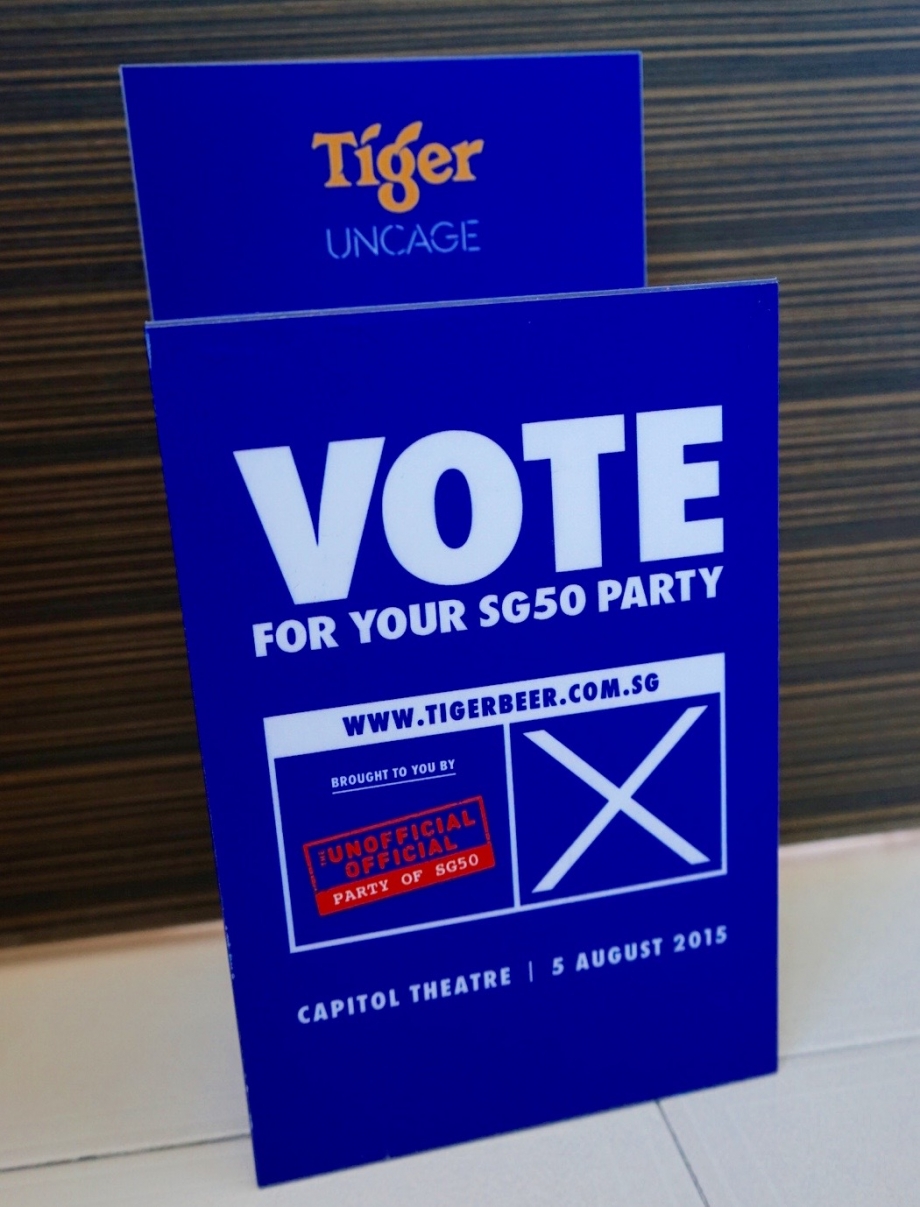 Tiger
UNCAGE
VOTE
FOR YOUR SG50 PARTY
WWW.TIGERBEER.COM.SG
BROUGHT TO YOU BY
THE UNOFFICIAL
OFFICIAL
PARTY OF SG50
CAPITOL THEATRE | 5 AUGUST 2015